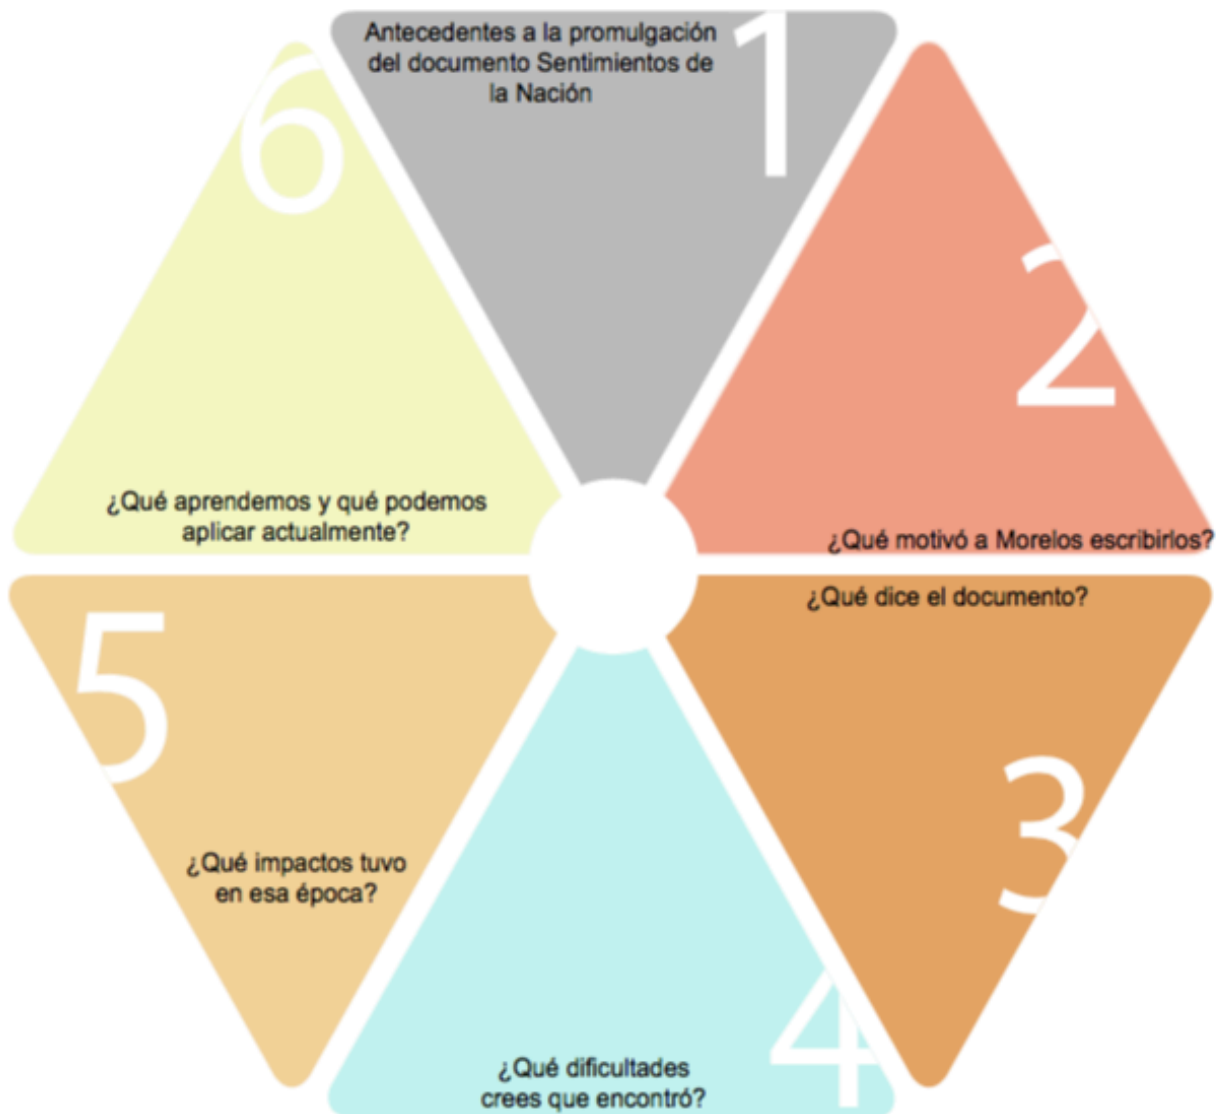 1
Antecedentes a la promulgación
del documento Sentimientos de
la Nación
2
¿Qué motivó a Morelos escribirlos?
3
¿Qué dice el documento?
4
¿Qué dificultades
crees que encontró?
5
¿Qué impactos tuvo
en esa época?
6
¿Qué aprendemos y qué podemos
aplicar actualmente?